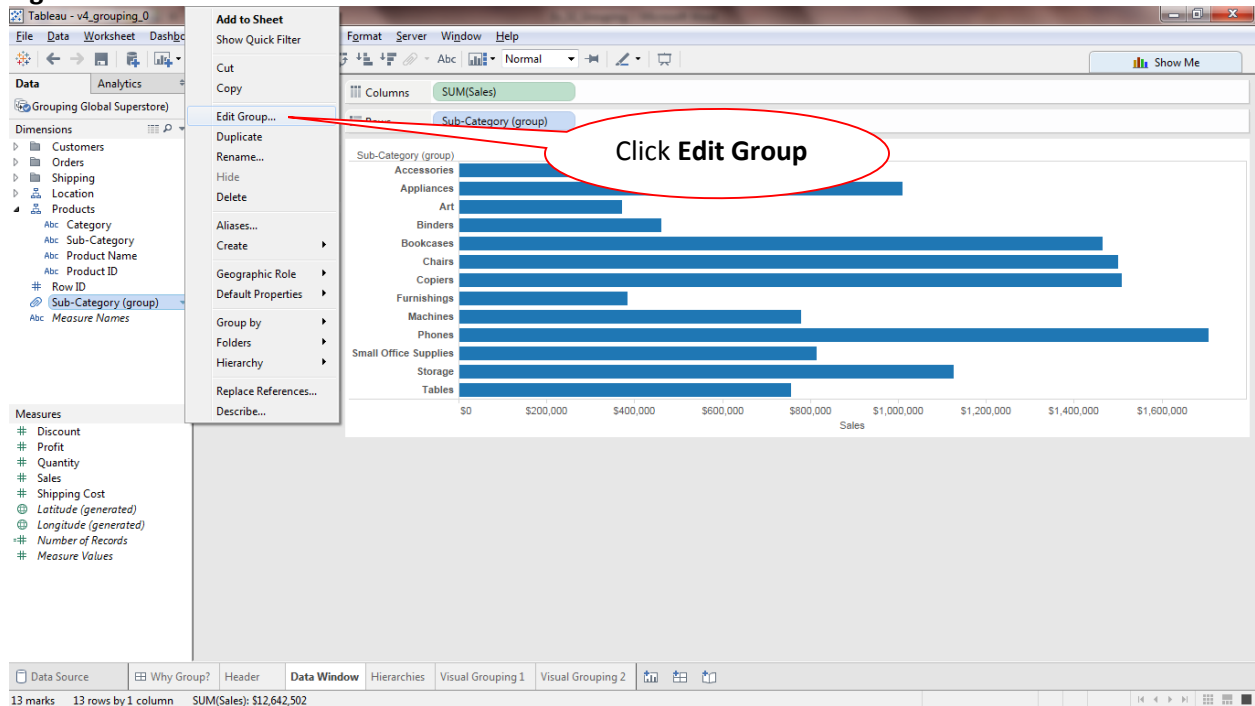 Tableau - v4_grouping_0
File Data Worksheet Dashbc
Format Server Window Help
Abc Normal
Show Me
Add to Sheet
Show Quick Filter
Cut
Copy
Edit Group...
Duplicate
Rename...
Hide
Delete
Aliases...
Create
Geographic Role
Default Properties
Group by
Folders
Hierarchy
Replace References...
Describe...
Data Analytics
Grouping Global Superstore)
Dimensions
Customers
Orders
Shipping
Location
Products
Abc Category
Abc Sub-Category
Abc Product Name
Abc Product ID
# Row ID
Sub-Category (group)
Abc Measure Names
Measures
# Discount
# Profit
# Quantity
# Sales
# Shipping Cost
Latitude (generated)
Longitude (generated)
=# Number of Records
# Measure Values
Columns SUM(Sales)
Rows Sub-Category (group)
Click Edit Group
Sub-Category (group)
Accessories
Appliances
Art
Binders
Bookcases
Chairs
Copiers
Furnishings
Machines
Phones
Small Office Supplies
Storage
Tables
$0 $200,000 $400,000 $600,000 $800,000 $1,000,000 $1,200,000 $1,400,000 $1,600,000
Sales
Data Source Why Group? Header Data Window Hierarchies Visual Grouping 1 Visual Grouping 2
13 marks 13 rows by 1 column SUM(Sales): $12,642,502